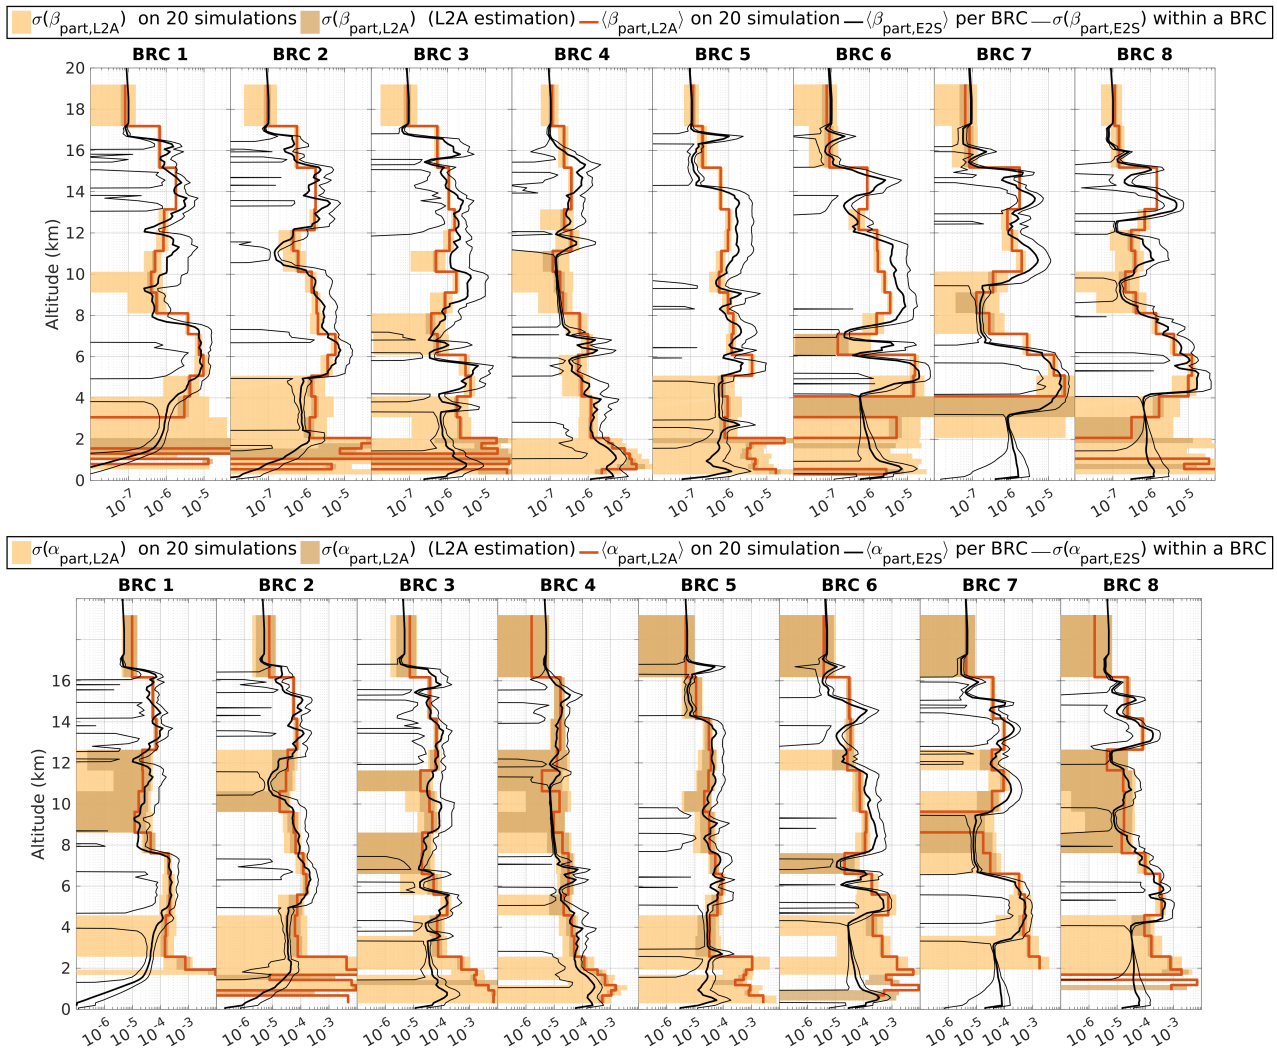 σ(β part,L2A) on 20 simulations σ(β part,L2A) (L2A estimation) ⟨β part,L2A⟩ on 20 simulation ⟨β part,E2S⟩ per BRC σ(β part,E2S) within a BRC
BRC 1 BRC 2 BRC 3 BRC 4 BRC 5 BRC 6 BRC 7 BRC 8
20
18
16
14
12
10
8
6
4
2
0
Altitude (km)
10^-7 10^-6 10^-5 10^-7 10^-6 10^-5 10^-7 10^-6 10^-5 10^-7 10^-6 10^-5 10^-7 10^-6 10^-5 10^-7 10^-6 10^-5 10^-7 10^-6 10^-5 10^-7 10^-6 10^-5
σ(α part,L2A) on 20 simulations σ(α part,L2A) (L2A estimation) ⟨α part,L2A⟩ on 20 simulation ⟨α part,E2S⟩ per BRC σ(α part,E2S) within a BRC
BRC 1 BRC 2 BRC 3 BRC 4 BRC 5 BRC 6 BRC 7 BRC 8
16
14
12
10
8
6
4
2
0
Altitude (km)
10^-6 10^-5 10^-4 10^-3 10^-6 10^-5 10^-4 10^-3 10^-6 10^-5 10^-4 10^-3 10^-6 10^-5 10^-4 10^-3 10^-6 10^-5 10^-4 10^-3 10^-6 10^-5 10^-4 10^-3 10^-6 10^-5 10^-4 10^-3 10^-6 10^-5 10^-4 10^-3